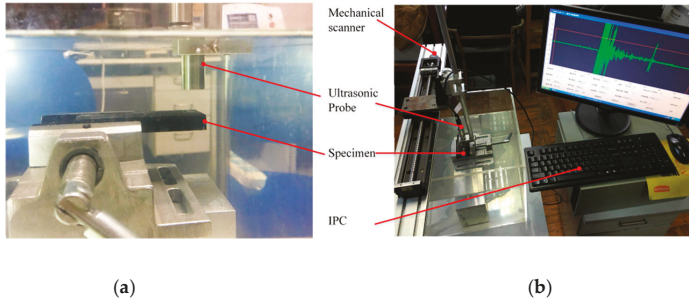 Mechanical
scanner
Ultrasonic
Probe
Specimen
IPC
(a)
(b)